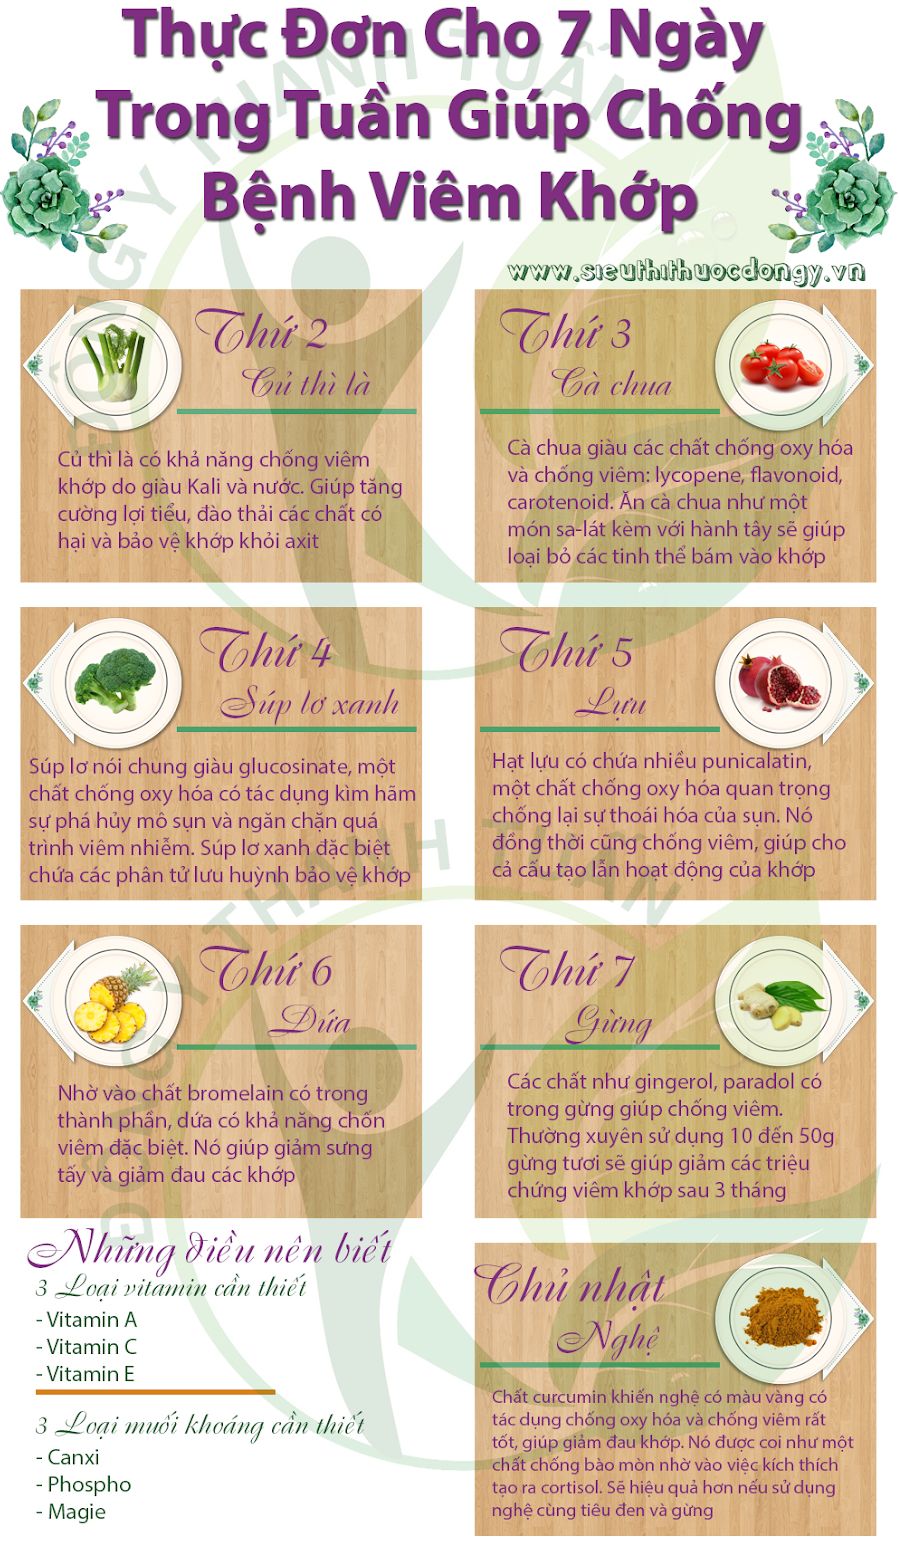 Thực Đơn Cho 7 Ngày
Trong Tuần Giúp Chống
Bệnh Viêm Khớp
www.sieuthithuocdongy.vn
Thứ 2
Củ thì là
Củ thì là có khả năng chống viêm
khớp do giàu Kali và nước. Giúp tăng
cường lợi tiểu, đào thải các chất có
hại và bảo vệ khớp khỏi axit
Thứ 3
Cà chua
Cà chua giàu các chất chống oxy hóa
và chống viêm: lycopene, flavonoid,
carotenoid. Ăn cà chua như một
món sa-lát kèm với hành tây sẽ giúp
loại bỏ các tinh thể bám vào khớp
Thứ 4
Súp lơ xanh
Súp lơ nói chung giàu glucosinate, một
chất chống oxy hóa có tác dụng kìm hãm
sự phá hủy mô sụn và ngăn chặn quá
trình viêm nhiễm. Súp lơ xanh đặc biệt
chứa các phân tử lưu huỳnh bảo vệ khớp
Thứ 5
Lựu
Hạt lựu có chứa nhiều punicalatin,
một chất chống oxy hóa quan trọng
chống lại sự thoái hóa của sụn. Nó
đồng thời cũng chống viêm, giúp cho
cả cấu tạo lẫn hoạt động của khớp
Thứ 6
Dứa
Nhờ vào chất bromelain có trong
thành phần, dứa có khả năng chốn
viêm đặc biệt. Nó giúp giảm sưng
tấy và giảm đau các khớp
Thứ 7
Gừng
Các chất như gingerol, paradol có
trong gừng giúp chống viêm.
Thường xuyên sử dụng 10 đến 50g
gừng tươi sẽ giúp giảm các triệu
chứng viêm khớp sau 3 tháng
Những điều nên biết
3 Loại vitamin cần thiết
- Vitamin A
- Vitamin C
- Vitamin E
3 Loại muối khoáng cần thiết
- Canxi
- Phospho
- Magie
Chủ nhật
Nghệ
Chất curcumin khiến nghệ có màu vàng có
tác dụng chống oxy hóa và chống viêm rất
tốt, giúp giảm đau khớp. Nó được coi như một
chất chống bào mòn nhờ vào việc kích thích
tạo ra cortisol. Sẽ hiệu quả hơn nếu sử dụng
nghệ cùng tiêu đen và gừng
ĐÔNG Y THANH TUẤN
ĐÔNG Y THANH TUẤN